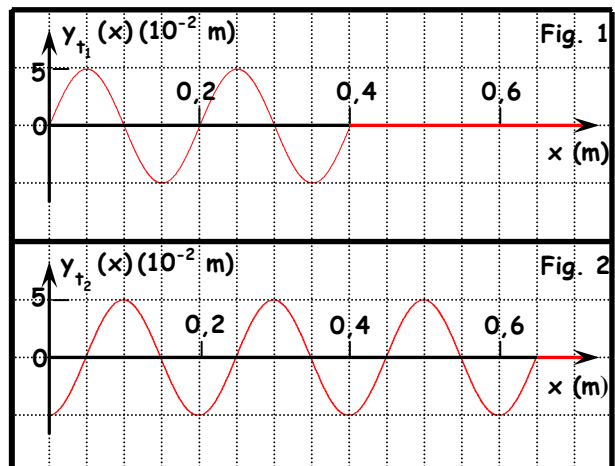 y_t₁ (x) (10⁻² m) Fig. 1
5
0,2 0,4 0,6
0
x (m)
y_t₂ (x) (10⁻² m) Fig. 2
5
0,2 0,4 0,6
0
x (m)